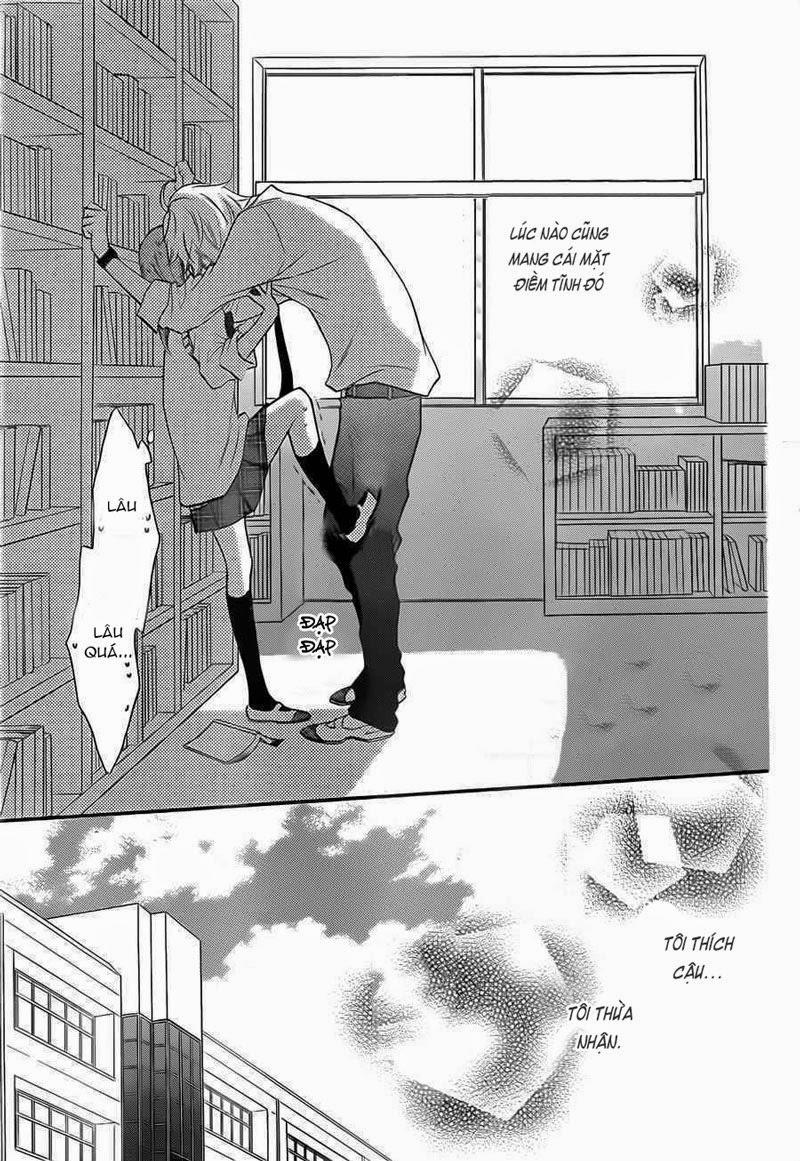 LÚC NÀO CŨNG
MANG CÁI MẶT
ĐIỀM TĨNH ĐÓ
LÂU
LÂU
QUÁ...
ĐẠP
ĐẠP
TÔI THÍCH
CẬU...
TÔI THỪA
NHẬN.